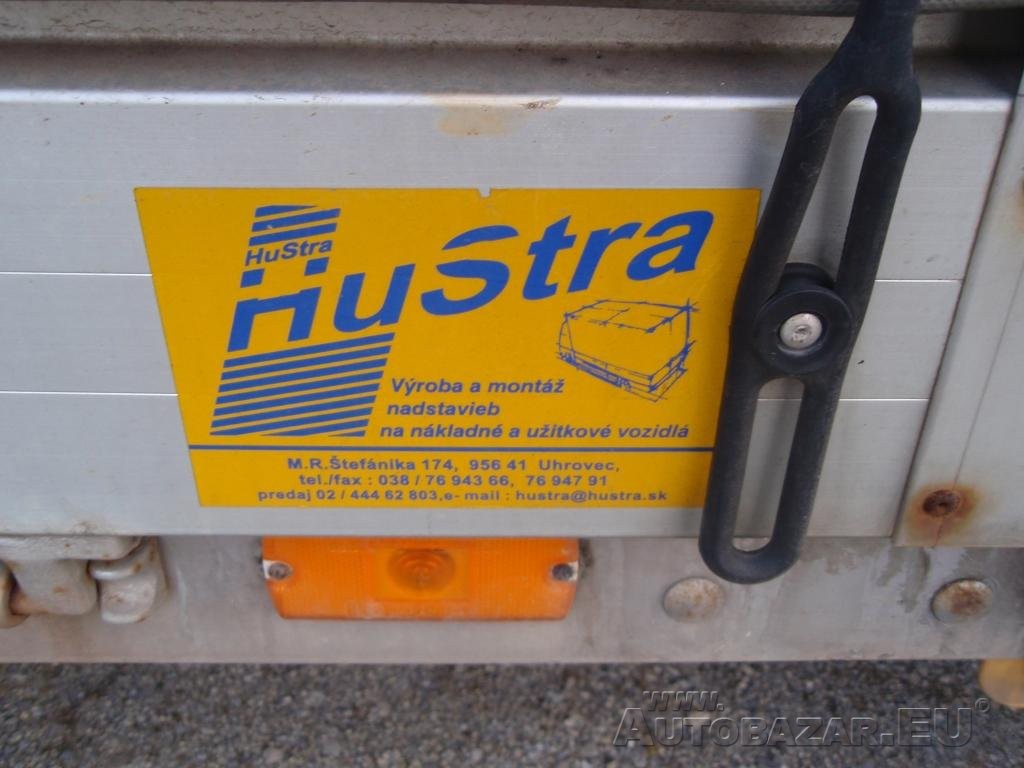 HuStra
HuStra
Výroba a montáž
nadstavieb
na nákladné a užitkové vozidlá
M.R.Štefánika 174, 956 41 Uhrovec,
tel./fax : 038 / 76 943 66, 76 947 91
predaj 02 / 444 62 803,e- mail : hustra@hustra.sk
www.
AUTOBAZAR.EU©